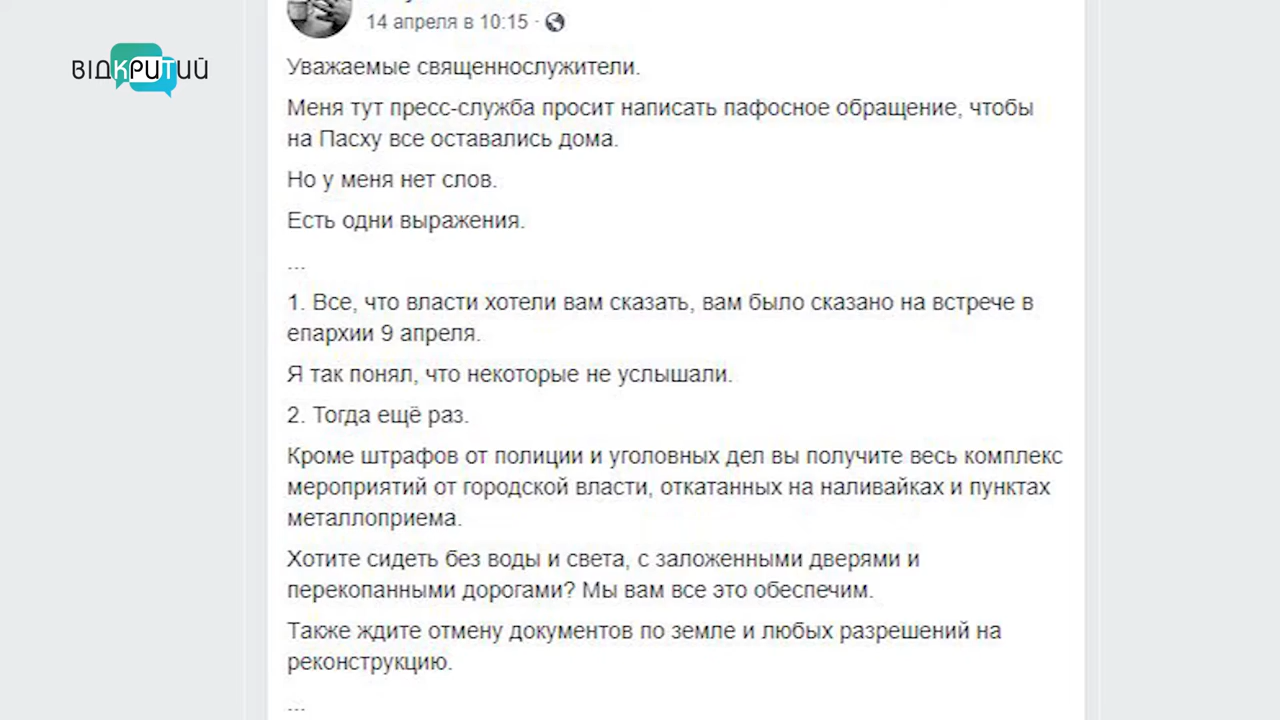 14 апреля в 10:15 ·
ВІДКРИТИЙ
Уважаемые священнослужители.
Меня тут пресс-служба просит написать пафосное обращение, чтобы
на Пасху все оставались дома.
Но у меня нет слов.
Есть одни выражения.
...
1. Все, что власти хотели вам сказать, вам было сказано на встрече в
епархии 9 апреля.
Я так понял, что некоторые не услышали.
2. Тогда ещё раз.
Кроме штрафов от полиции и уголовных дел вы получите весь комплекс
мероприятий от городской власти, откатанных на наливайках и пунктах
металлоприема.
Хотите сидеть без воды и света, с заложенными дверями и
перекопанными дорогами? Мы вам все это обеспечим.
Также ждите отмену документов по земле и любых разрешений на
реконструкцию.
...